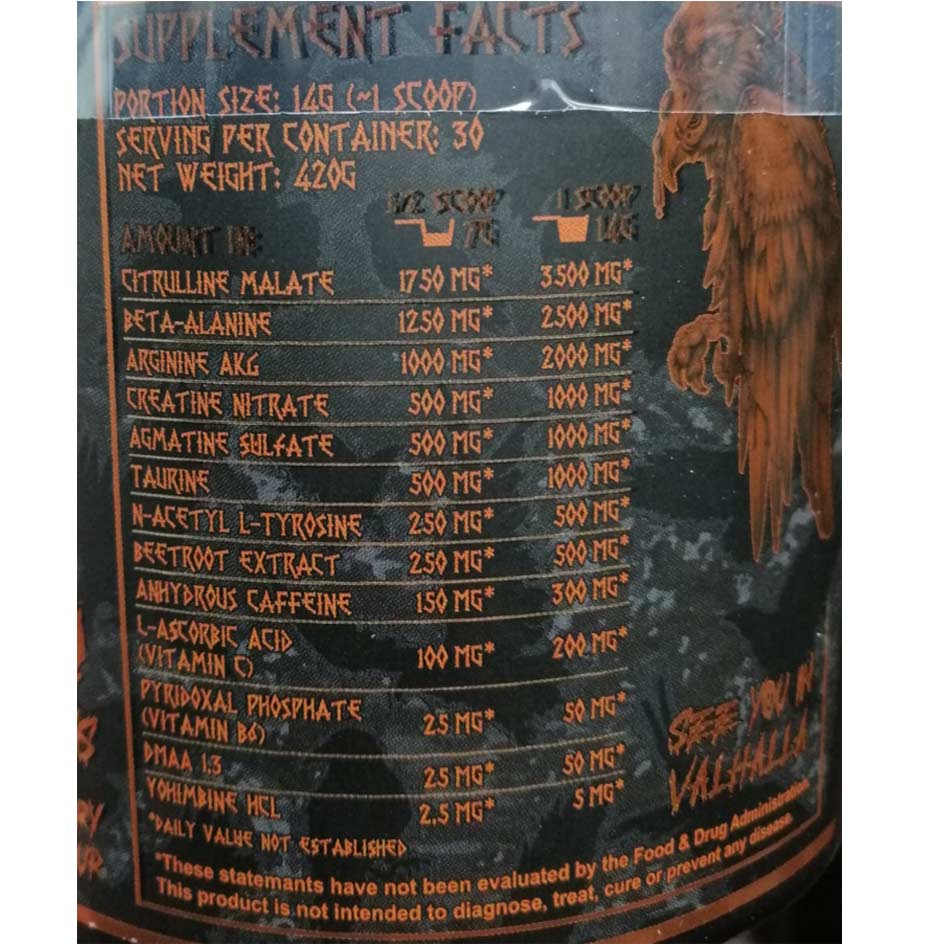 SUPPLEMENT FACTS
PORTION SIZE: 14G (~1 SCOOP)
SERVING PER CONTAINER: 30
NET WEIGHT: 420G
1/2 SCOOP 1 SCOOP
AMOUNT IN: 7G 14G
CITRULLINE MALATE 1750 MG* 3500 MG*
BETA-ALANINE 1250 MG* 2500 MG*
ARGININE AKG 1000 MG* 2000 MG*
CREATINE NITRATE 500 MG* 1000 MG*
AGMATINE SULFATE 500 MG* 1000 MG*
TAURINE 500 MG* 1000 MG*
N-ACETYL L-TYROSINE 250 MG* 500 MG*
BEETROOT EXTRACT 250 MG* 500 MG*
ANHYDROUS CAFFEINE 150 MG* 300 MG*
L-ASCORBIC ACID
(VITAMIN C) 100 MG* 200 MG*
PYRIDOXAL PHOSPHATE
(VITAMIN B6) 25 MG* 50 MG*
DMAA 1.3 25 MG* 50 MG*
YOHIMBINE HCL 2.5 MG* 5 MG*
*DAILY VALUE NOT ESTABLISHED
*These statemants have not been evaluated by the Food & Drug Administration.
This product is not intended to diagnose, treat, cure or prevent any disease.
SEE YOU IN
VALHALLA